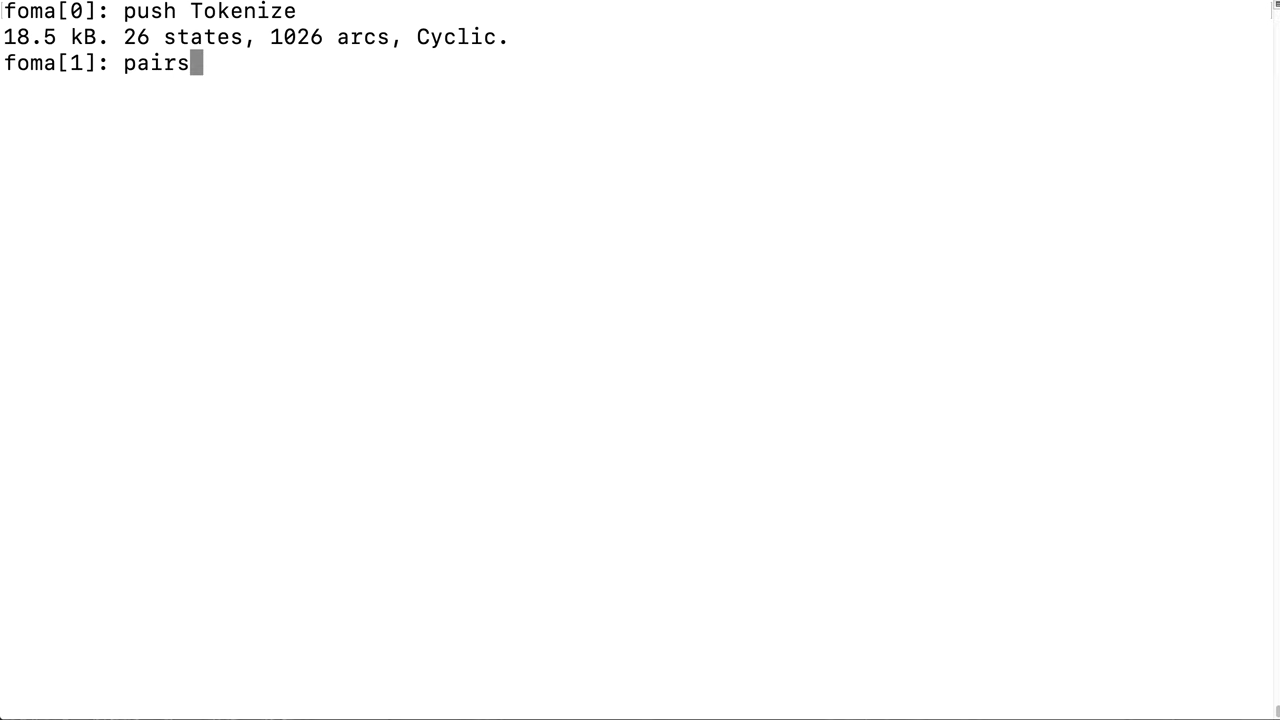 foma[0]: push Tokenize
18.5 kB. 26 states, 1026 arcs, Cyclic.
foma[1]: pairs